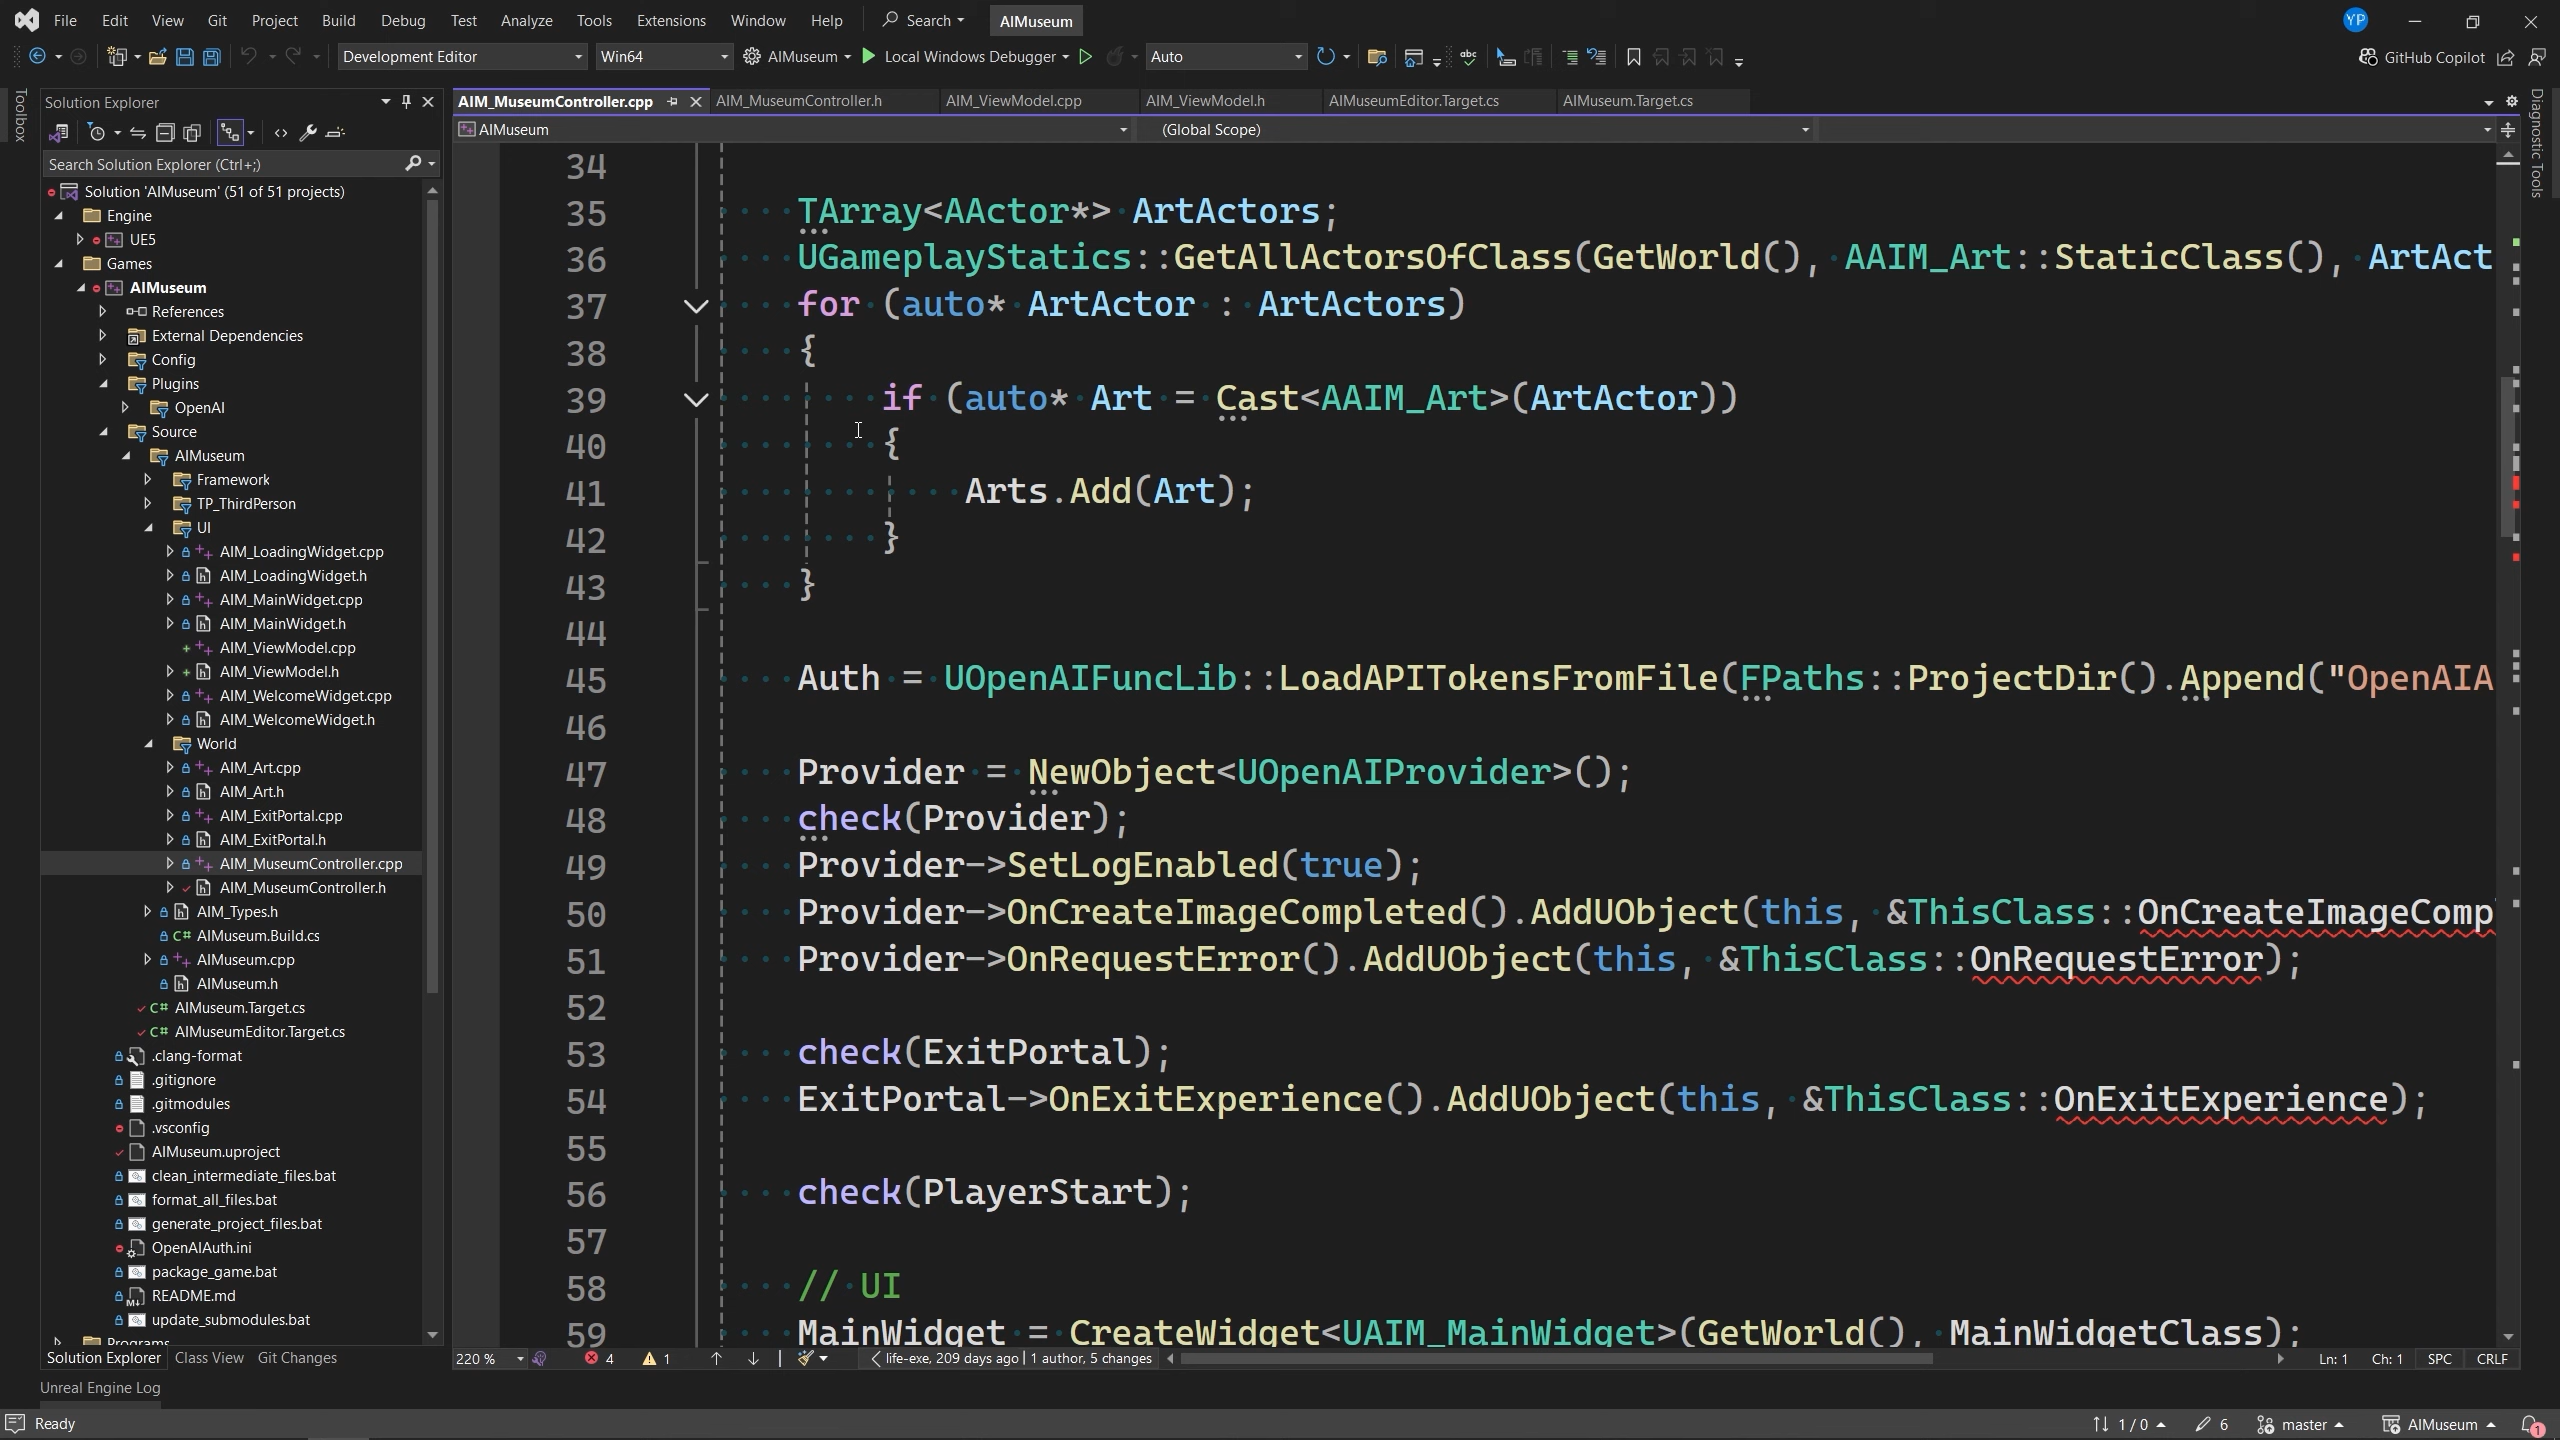 File Edit View Git Project Build Debug Test Analyze Tools Extensions Window Help Search AIMuseum YP
Development Editor Win64 AIMuseum Local Windows Debugger Auto GitHub Copilot
Toolbox
Solution Explorer
Search Solution Explorer (Ctrl+;)
Solution 'AIMuseum' (51 of 51 projects)
Engine
UE5
Games
AIMuseum
References
External Dependencies
Config
Plugins
OpenAI
Source
AIMuseum
Framework
TP_ThirdPerson
UI
AIM_LoadingWidget.cpp
AIM_LoadingWidget.h
AIM_MainWidget.cpp
AIM_MainWidget.h
AIM_ViewModel.cpp
AIM_ViewModel.h
AIM_WelcomeWidget.cpp
AIM_WelcomeWidget.h
World
AIM_Art.cpp
AIM_Art.h
AIM_ExitPortal.cpp
AIM_ExitPortal.h
AIM_MuseumController.cpp
AIM_MuseumController.h
AIM_Types.h
C# AIMuseum.Build.cs
AIMuseum.cpp
AIMuseum.h
C# AIMuseum.Target.cs
C# AIMuseumEditor.Target.cs
.clang-format
.gitignore
.gitmodules
.vsconfig
AIMuseum.uproject
clean_intermediate_files.bat
format_all_files.bat
generate_project_files.bat
OpenAIAuth.ini
package_game.bat
README.md
update_submodules.bat
Programs
Solution Explorer Class View Git Changes
AIM_MuseumController.cpp AIM_MuseumController.h AIM_ViewModel.cpp AIM_ViewModel.h AIMuseumEditor.Target.cs AIMuseum.Target.cs
AIMuseum (Global Scope)
34
35 TArray<AActor*> ArtActors;
36 UGameplayStatics::GetAllActorsOfClass(GetWorld(), AAIM_Art::StaticClass(), ArtAct
37 for (auto* ArtActor : ArtActors)
38 {
39 if (auto* Art = Cast<AAIM_Art>(ArtActor))
40 {
41 Arts.Add(Art);
42 }
43 }
44
45 Auth = UOpenAIFuncLib::LoadAPITokensFromFile(FPaths::ProjectDir().Append("OpenAIA
46
47 Provider = NewObject<UOpenAIProvider>();
48 check(Provider);
49 Provider->SetLogEnabled(true);
50 Provider->OnCreateImageCompleted().AddUObject(this, &ThisClass::OnCreateImageComp
51 Provider->OnRequestError().AddUObject(this, &ThisClass::OnRequestError);
52
53 check(ExitPortal);
54 ExitPortal->OnExitExperience().AddUObject(this, &ThisClass::OnExitExperience);
55
56 check(PlayerStart);
57
58 // UI
59 MainWidget = CreateWidget<UAIM_MainWidget>(GetWorld(), MainWidgetClass);
220 % 4 1 life-exe, 209 days ago | 1 author, 5 changes Ln: 1 Ch: 1 SPC CRLF
Diagnostic Tools
Unreal Engine Log
Ready 1 / 0 6 master AIMuseum 1